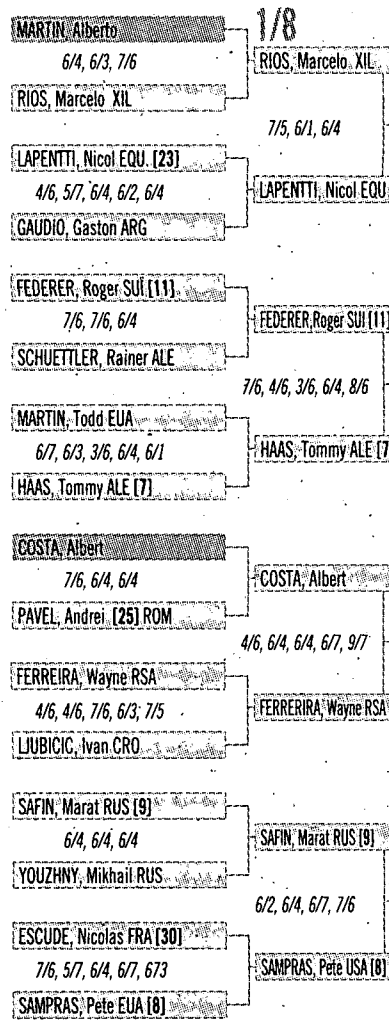 MARTIN, Alberto
6/4, 6/3, 7/6
RIOS, Marcelo XIL
LAPENTTI, Nicol EQU. [23]
4/6, 5/7, 6/4, 6/2, 6/4
GAUDIO, Gaston ARG
FEDERER, Roger SUI [11]
7/6, 7/6, 6/4
SCHUETTLER, Rainer ALE
MARTIN, Todd EUA
6/7, 6/3, 3/6, 6/4, 6/1
HAAS, Tommy ALE [7]
COSTA, Albert
7/6, 6/4, 6/4
PAVEL, Andrei [25] ROM
FERREIRA, Wayne RSA
4/6, 4/6, 7/6, 6/3, 7/5
LJUBICIC, Ivan CRO
SAFIN, Marat RUS [9]
6/4, 6/4, 6/4
YOUZHNY, Mikhail RUS
ESCUDE, Nicolas FRA [30]
7/6, 5/7, 6/4, 6/7, 673
SAMPRAS, Pete EUA [8]
1/8
RIOS, Marcelo XIL
7/5, 6/1, 6/4
LAPENTTI, Nicol EQU
FEDERER, Roger SUI [11]
7/6, 4/6, 3/6, 6/4, 8/6
HAAS, Tommy ALE [7
COSTA, Albert
4/6, 6/4, 6/4, 6/7, 9/7
FERRERIRA, Wayne RSA
SAFIN, Marat RUS [9]
6/2, 6/4, 6/7, 7/6
SAMPRAS, Pete USA [8]